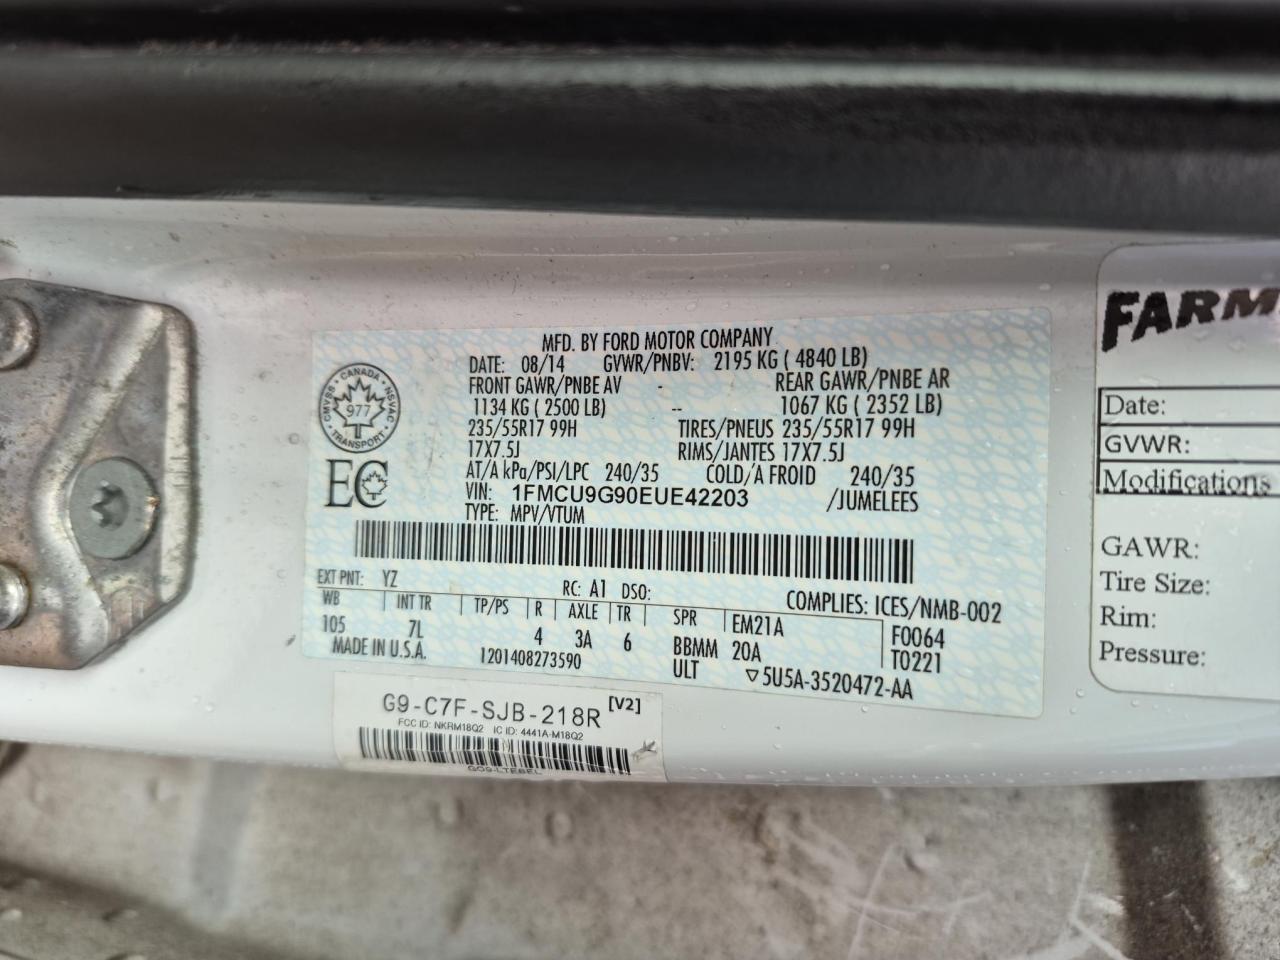 MFD. BY FORD MOTOR COMPANY
DATE: 08/14 GVWR/PNBV: 2195 KG ( 4840 LB)
FRONT GAWR/PNBE AV - REAR GAWR/PNBE AR
1134 KG ( 2500 LB) -- 1067 KG ( 2352 LB)
235/55R17 99H TIRES/PNEUS 235/55R17 99H
17X7.5J RIMS/JANTES 17X7.5J
AT/A kPa/PSI/LPC 240/35 COLD/A FROID 240/35
VIN: 1FMCU9G90EUE42203 /JUMELEES
TYPE: MPV/VTUM
CANADA
CMVSS NSVAC
977
TRANSPORT
EC
EXT PNT: YZ RC: A1 DSO: COMPLIES: ICES/NMB-002
WB INT TR TP/PS R AXLE TR SPR EM21A F0064
105 7L 4 3A 6 BBMM 20A T0221
MADE IN U.S.A. 1201408273590 ULT ▽5U5A-3520472-AA
G9-C7F-SJB-218R [V2]
FCC ID: NKRM18Q2 IC ID: 4441A-M18Q2
GO9-LTEBEL
FARM
Date:
GVWR:
Modifications
GAWR:
Tire Size:
Rim:
Pressure: